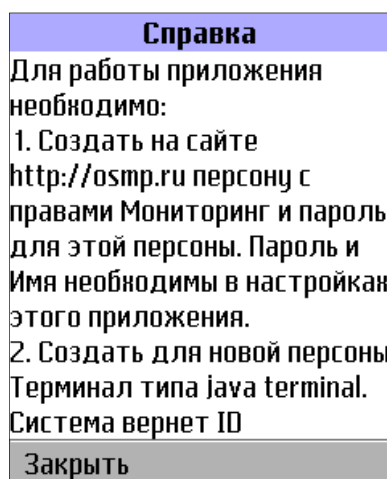 Справка
Для работы приложения
необходимо:
1. Создать на сайте
http://osmp.ru персону с
правами Мониторинг и пароль
для этой персоны. Пароль и
Имя необходимы в настройках
этого приложения.
2. Создать для новой персоны
Терминал типа java terminal.
Система вернет ID
Закрыть